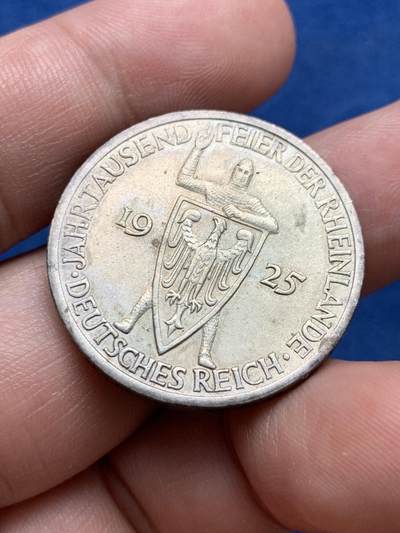 JAHRTAUSENDFEIER DER RHEINLANDE
19 25
· DEUTSCHES REICH ·